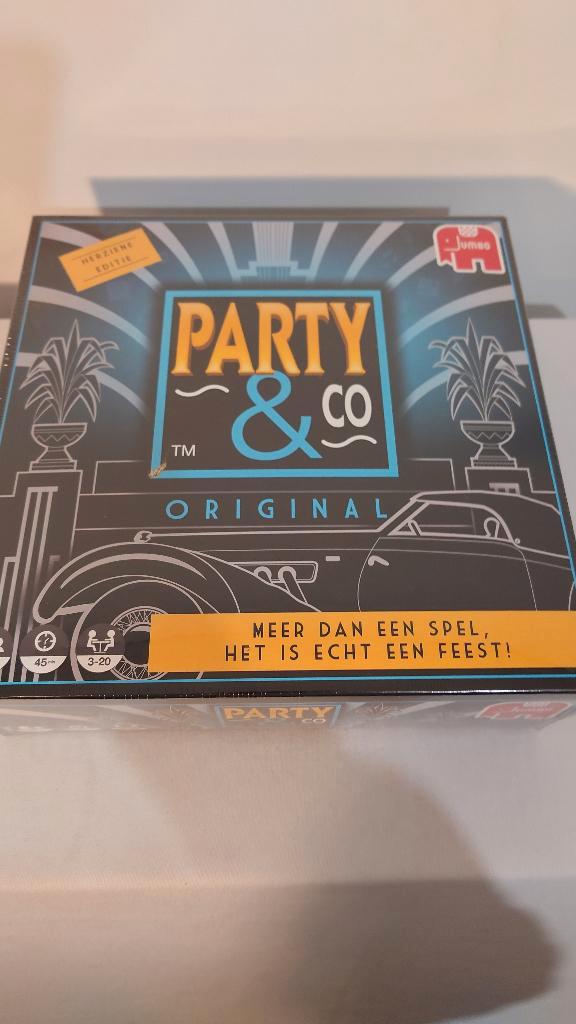 HERZIENE
EDITIE
JUMBO
PARTY
& CO
TM
ORIGINAL
MEER DAN EEN SPEL,
HET IS ECHT EEN FEEST!
45 min
3-20
PARTY
CO